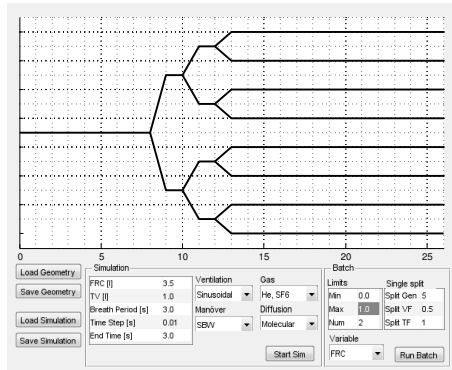 0 5 10 15 20 25
Load Geometry
Save Geometry
Load Simulation
Save Simulation
Simulation
FRC [l] 3.5
TV [l] 1.0
Breath Period [s] 3.0
Time Step [s] 0.01
End Time [s] 3.0
Ventilation
Sinusoidal
Manöver
SBW
Gas
He, SF6
Diffusion
Molecular
Start Sim
Batch
Limits
Min 0.0
Max 1.0
Num 2
Single split
Split Gen 5
Split VF 0.5
Split TF 1
Variable
FRC
Run Batch